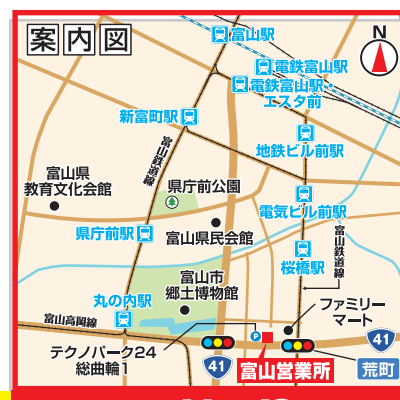 案内図
N
富山駅
電鉄富山駅
電鉄富山駅
エスタ前
新富町駅
富山鉄道線
地鉄ビル前駅
富山県
教育文化会館
県庁前公園
電気ビル前駅
県庁前駅
富山県民会館
富山鉄道線
桜橋駅
富山市
郷土博物館
丸の内駅
ファミリー
マート
富山高岡線
P
41
テクノパーク24
総曲輪1
41
富山営業所
荒町